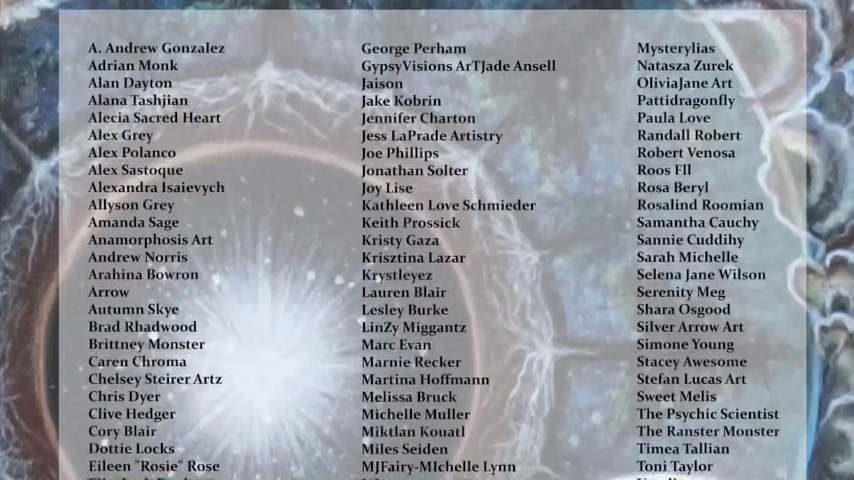 A. Andrew Gonzalez
Adrian Monk
Alan Dayton
Alana Tashjian
Alecia Sacred Heart
Alex Grey
Alex Polanco
Alex Sastoque
Alexandra Isaievych
Allyson Grey
Amanda Sage
Anamorphosis Art
Andrew Norris
Arahina Bowron
Arrow
Autumn Skye
Brad Rhadwood
Brittney Monster
Caren Chroma
Chelsey Steirer Artz
Chris Dyer
Clive Hedger
Cory Blair
Dottie Locks
Eileen "Rosie" Rose
George Perham
GypsyVisions ArTJade Ansell
Jaison
Jake Kobrin
Jennifer Charton
Jess LaPrade Artistry
Joe Phillips
Jonathan Solter
Joy Lise
Kathleen Love Schmieder
Keith Prossick
Kristy Gaza
Krisztina Lazar
Krystleyez
Lauren Blair
Lesley Burke
LinZy Miggantz
Marc Evan
Marnie Recker
Martina Hoffmann
Melissa Bruck
Michelle Muller
Miktlan Kouatl
Miles Seiden
MJFairy-MIchelle Lynn
Mysterylias
Natasza Zurek
OliviaJane Art
Pattidragonfly
Paula Love
Randall Robert
Robert Venosa
Roos Fll
Rosa Beryl
Rosalind Roomian
Samantha Cauchy
Sannie Cuddihy
Sarah Michelle
Selena Jane Wilson
Serenity Meg
Shara Osgood
Silver Arrow Art
Simone Young
Stacey Awesome
Stefan Lucas Art
Sweet Melis
The Psychic Scientist
The Ranster Monster
Timea Tallian
Toni Taylor